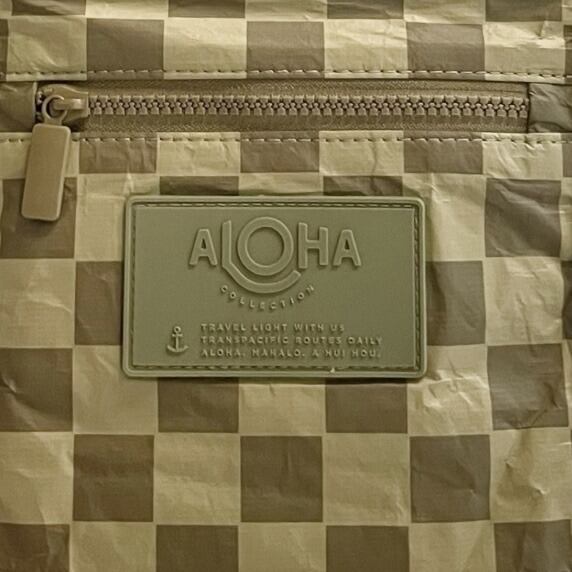 ALOHA
COLLECTION
TRAVEL LIGHT WITH US
TRANSPACIFIC ROUTES DAILY
ALOHA. MAHALO. A HUI HOU.